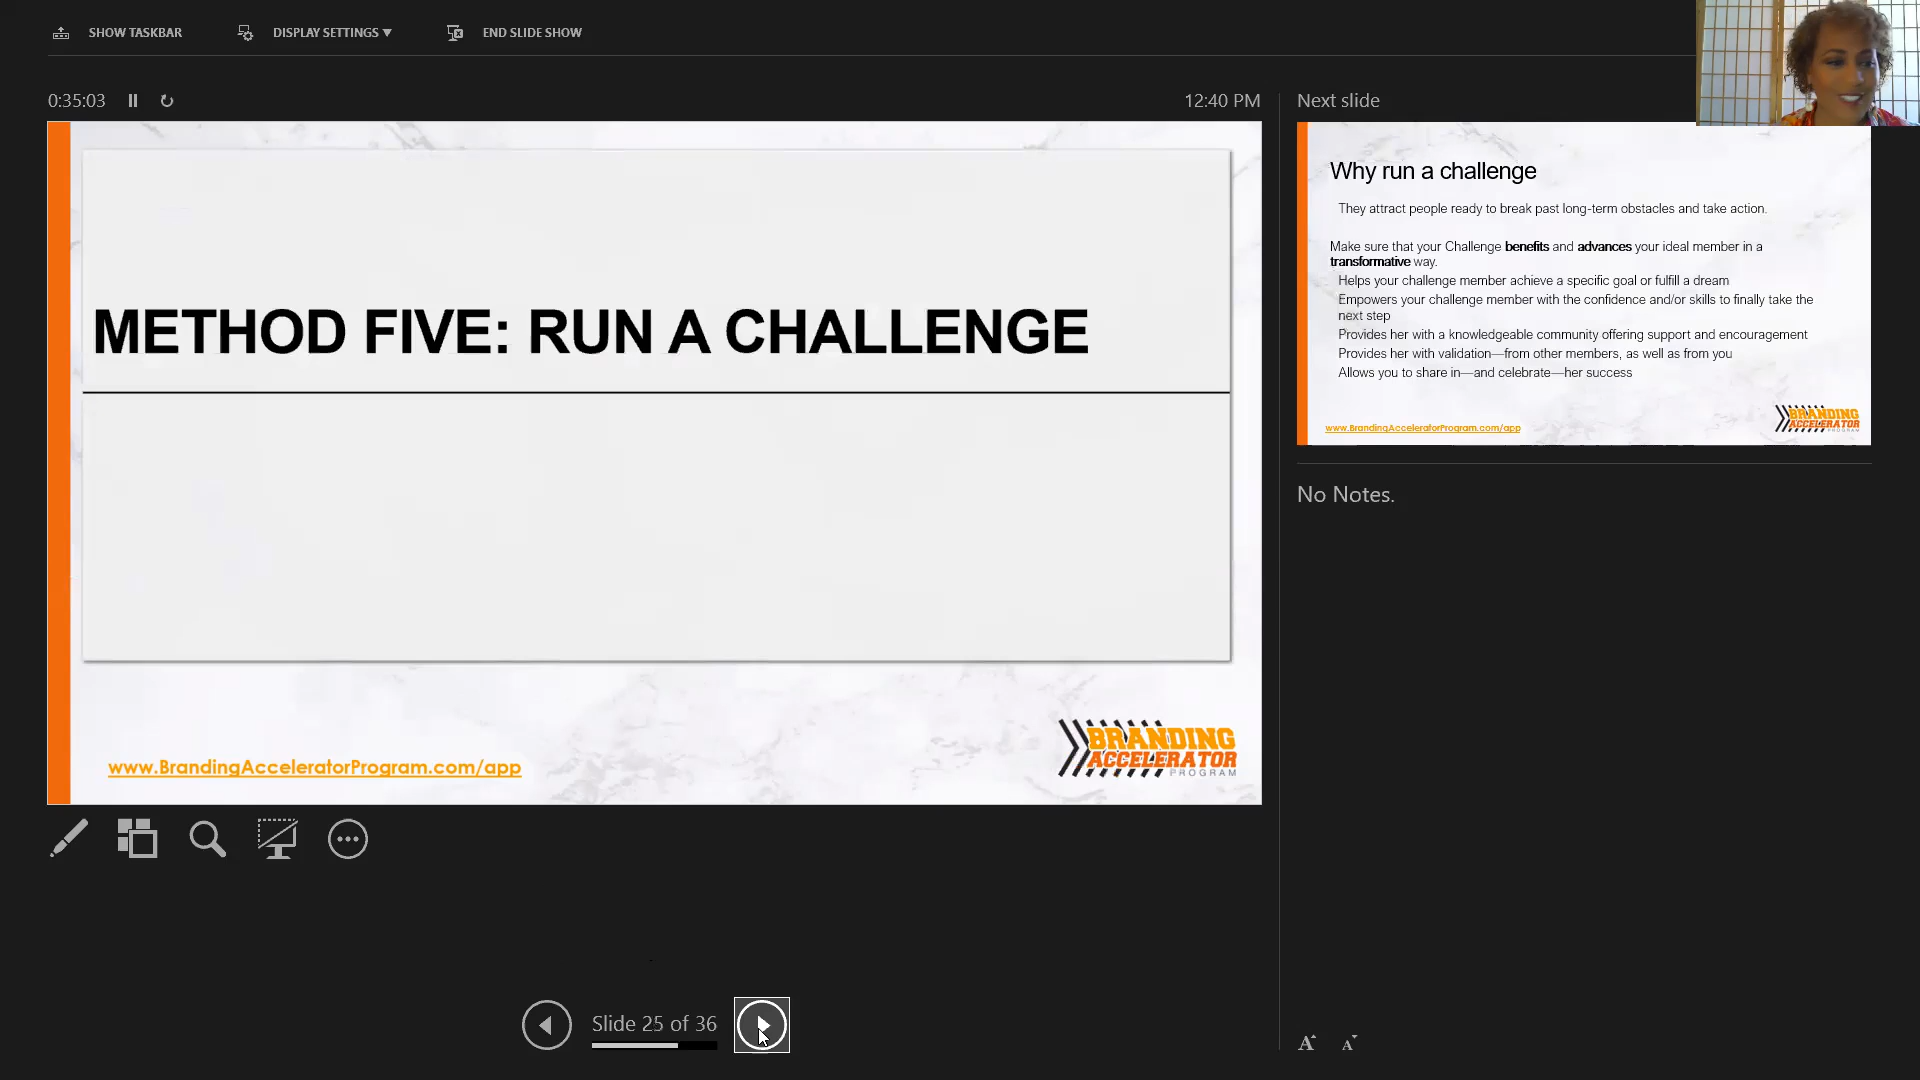 SHOW TASKBAR
DISPLAY SETTINGS
END SLIDE SHOW
0:35:03
12:40 PM
METHOD FIVE: RUN A CHALLENGE
www.BrandingAcceleratorProgram.com/app
BRANDING
ACCELERATOR
PROGRAM
Slide 25 of 36
Next slide
Why run a challenge
They attract people ready to break past long-term obstacles and take action.
Make sure that your Challenge benefits and advances your ideal member in a
transformative way.
Helps your challenge member achieve a specific goal or fulfill a dream
Empowers your challenge member with the confidence and/or skills to finally take the
next step
Provides her with a knowledgeable community offering support and encouragement
Provides her with validation—from other members, as well as from you
Allows you to share in—and celebrate—her success
www.BrandingAcceleratorProgram.com/app
BRANDING
ACCELERATOR
PROGRAM
No Notes.
A A